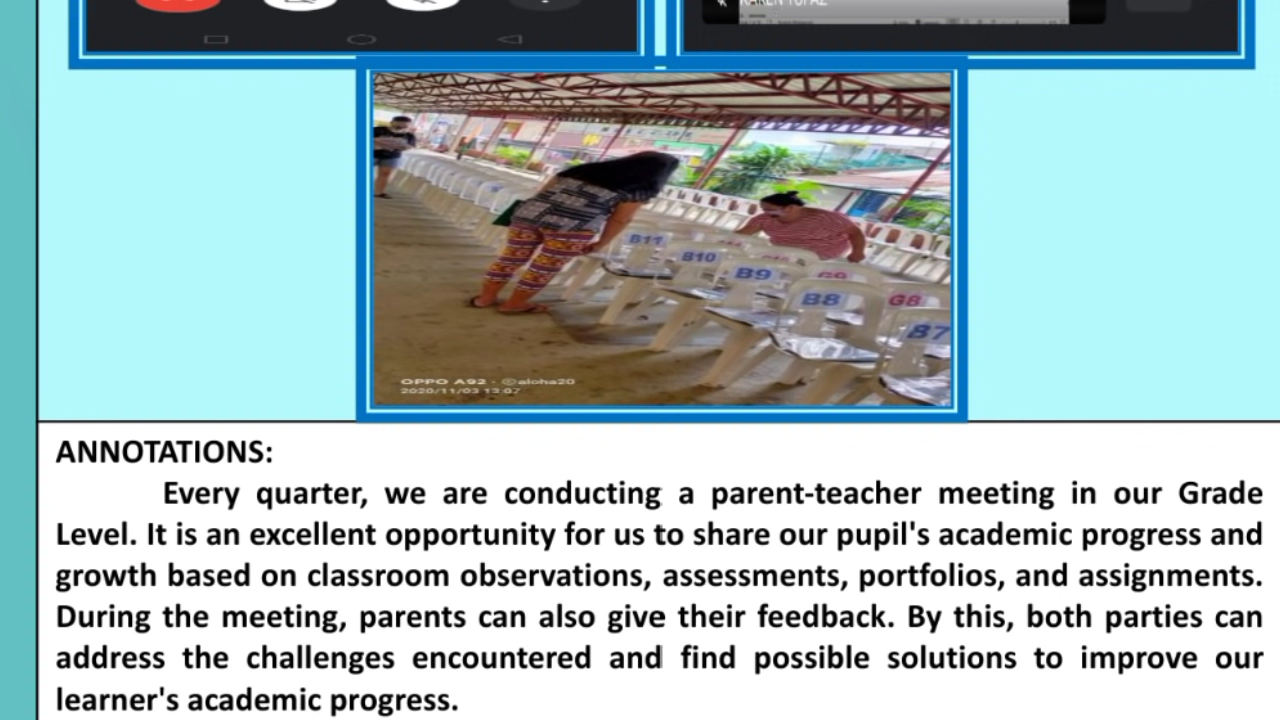 KAREN TOPAZ
B11
B10
B9
G9
B8
G8
B7
OPPO A92 · ©aloha20
2020/11/03 13:07
ANNOTATIONS:
Every quarter, we are conducting a parent-teacher meeting in our Grade
Level. It is an excellent opportunity for us to share our pupil's academic progress and
growth based on classroom observations, assessments, portfolios, and assignments.
During the meeting, parents can also give their feedback. By this, both parties can
address the challenges encountered and find possible solutions to improve our
learner's academic progress.